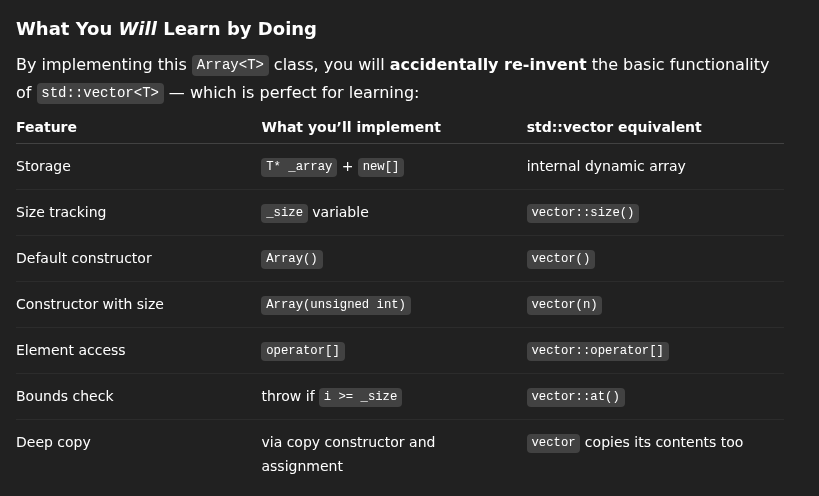 What You Will Learn by Doing
By implementing this Array<T> class, you will accidentally re-invent the basic functionality
of std::vector<T> — which is perfect for learning:
Feature What you’ll implement std::vector equivalent
Storage T* _array + new[] internal dynamic array
Size tracking _size variable vector::size()
Default constructor Array() vector()
Constructor with size Array(unsigned int) vector(n)
Element access operator[] vector::operator[]
Bounds check throw if i >= _size vector::at()
Deep copy via copy constructor and vector copies its contents too
assignment